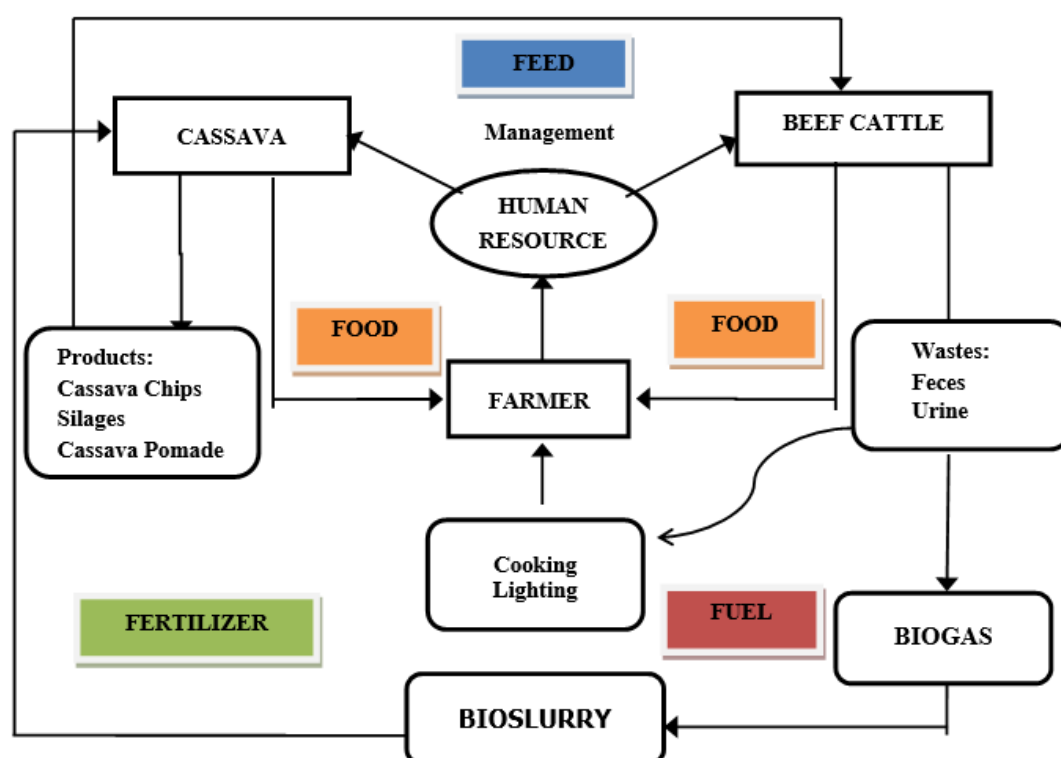 FEED
CASSAVA
Management
BEEF CATTLE
HUMAN
RESOURCE
FOOD
FOOD
Products:
Cassava Chips
Silages
Cassava Pomade
FARMER
Wastes:
Feces
Urine
Cooking
Lighting
FERTILIZER
FUEL
BIOGAS
BIOSLURRY